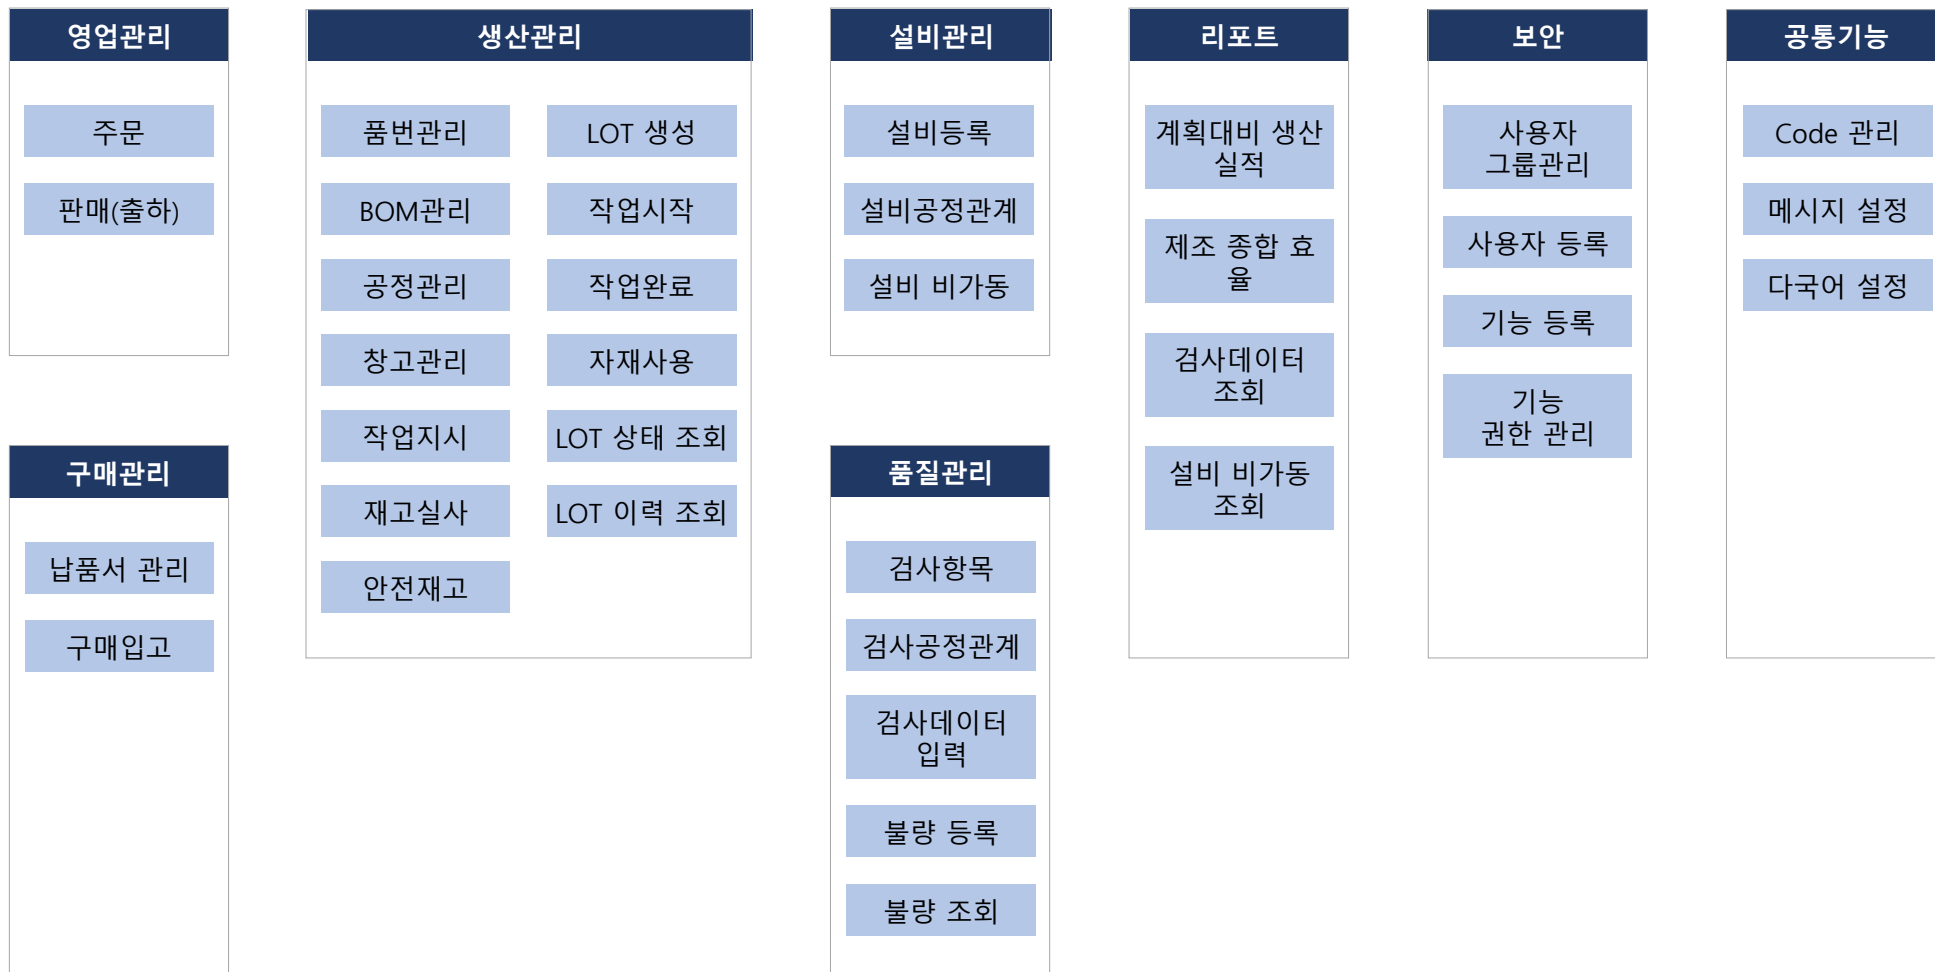 영업관리
주문
판매(출하)
구매관리
납품서 관리
구매입고
생산관리
품번관리
BOM관리
공정관리
창고관리
작업지시
재고실사
안전재고
LOT 생성
작업시작
작업완료
자재사용
LOT 상태 조회
LOT 이력 조회
설비관리
설비등록
설비공정관계
설비 비가동
품질관리
검사항목
검사공정관계
검사데이터
입력
불량 등록
불량 조회
리포트
계획대비 생산
실적
제조 종합 효
율
검사데이터
조회
설비 비가동
조회
보안
사용자
그룹관리
사용자 등록
기능 등록
기능
권한 관리
공통기능
Code 관리
메시지 설정
다국어 설정